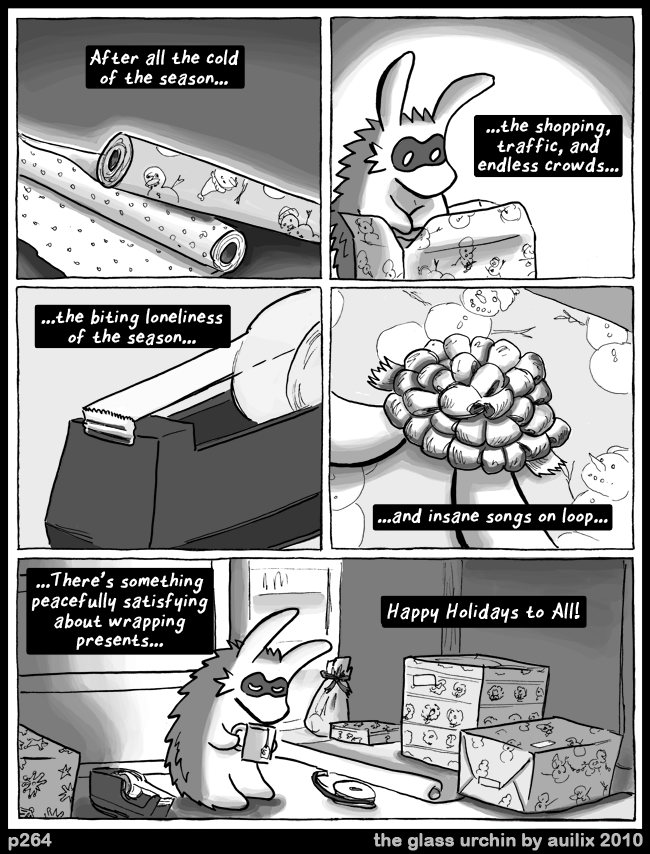 After all the cold
of the season...
...the shopping,
traffic, and
endless crowds...
...the biting loneliness
of the season...
...and insane songs on loop...
...There's something
peacefully satisfying
about wrapping
presents...
Happy Holidays to All!
p264
the glass urchin by auilix 2010